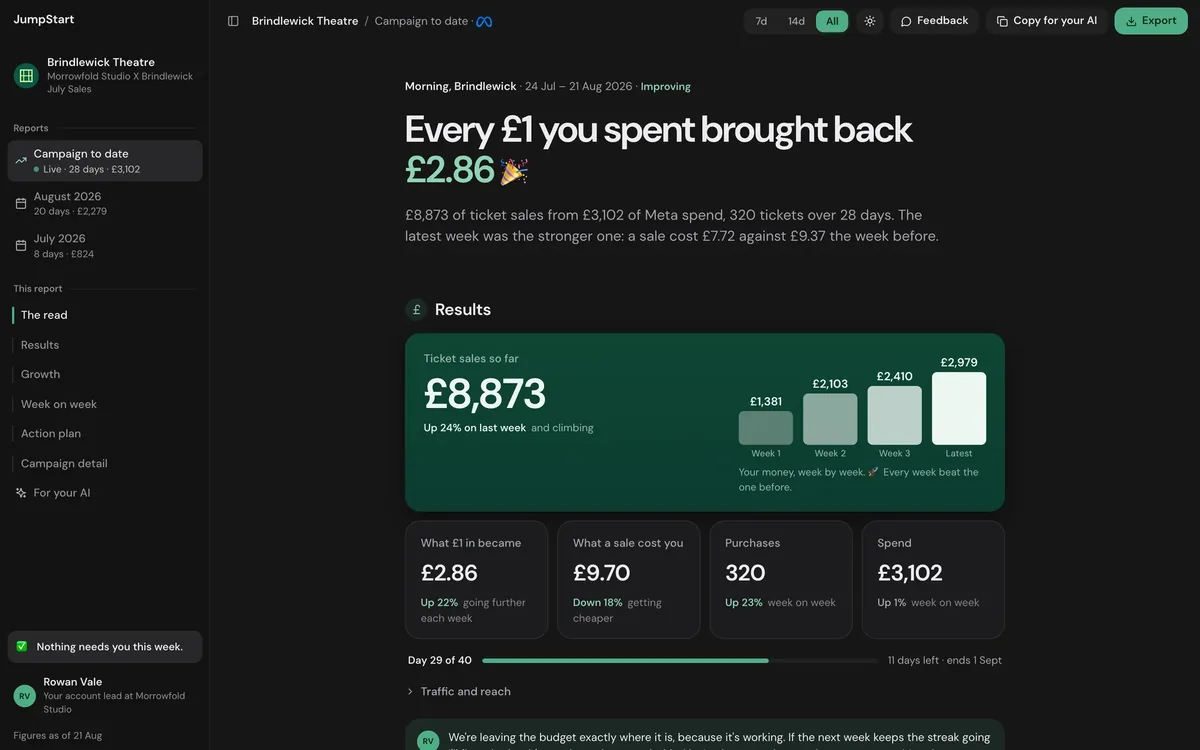 JumpStart
Brindlewick Theatre
Morrowfold Studio X Brindlewick
July Sales
Reports
Campaign to date
Live · 28 days · £3,102
August 2026
20 days · £2,279
July 2026
8 days · £824
This report
The read
Results
Growth
Week on week
Action plan
Campaign detail
For your AI
Nothing needs you this week.
RV
Rowan Vale
Your account lead at Morrowfold
Studio
Figures as of 21 Aug
Brindlewick Theatre / Campaign to date ·
7d 14d All
Feedback
Copy for your AI
Export
Morning, Brindlewick · 24 Jul – 21 Aug 2026 · Improving
Every £1 you spent brought back
£2.86 🎉
£8,873 of ticket sales from £3,102 of Meta spend, 320 tickets over 28 days. The
latest week was the stronger one: a sale cost £7.72 against £9.37 the week before.
£ Results
Ticket sales so far
£8,873
Up 24% on last week and climbing
£1,381
Week 1
£2,103
Week 2
£2,410
Week 3
£2,979
Latest
Your money, week by week. 🚀 Every week beat the
one before.
What £1 in became
£2.86
Up 22% going further
each week
What a sale cost you
£9.70
Down 18% getting
cheaper
Purchases
320
Up 23% week on week
Spend
£3,102
Up 1% week on week
Day 29 of 40
11 days left · ends 1 Sept
Traffic and reach
RV
We're leaving the budget exactly where it is, because it's working. If the next week keeps the streak going